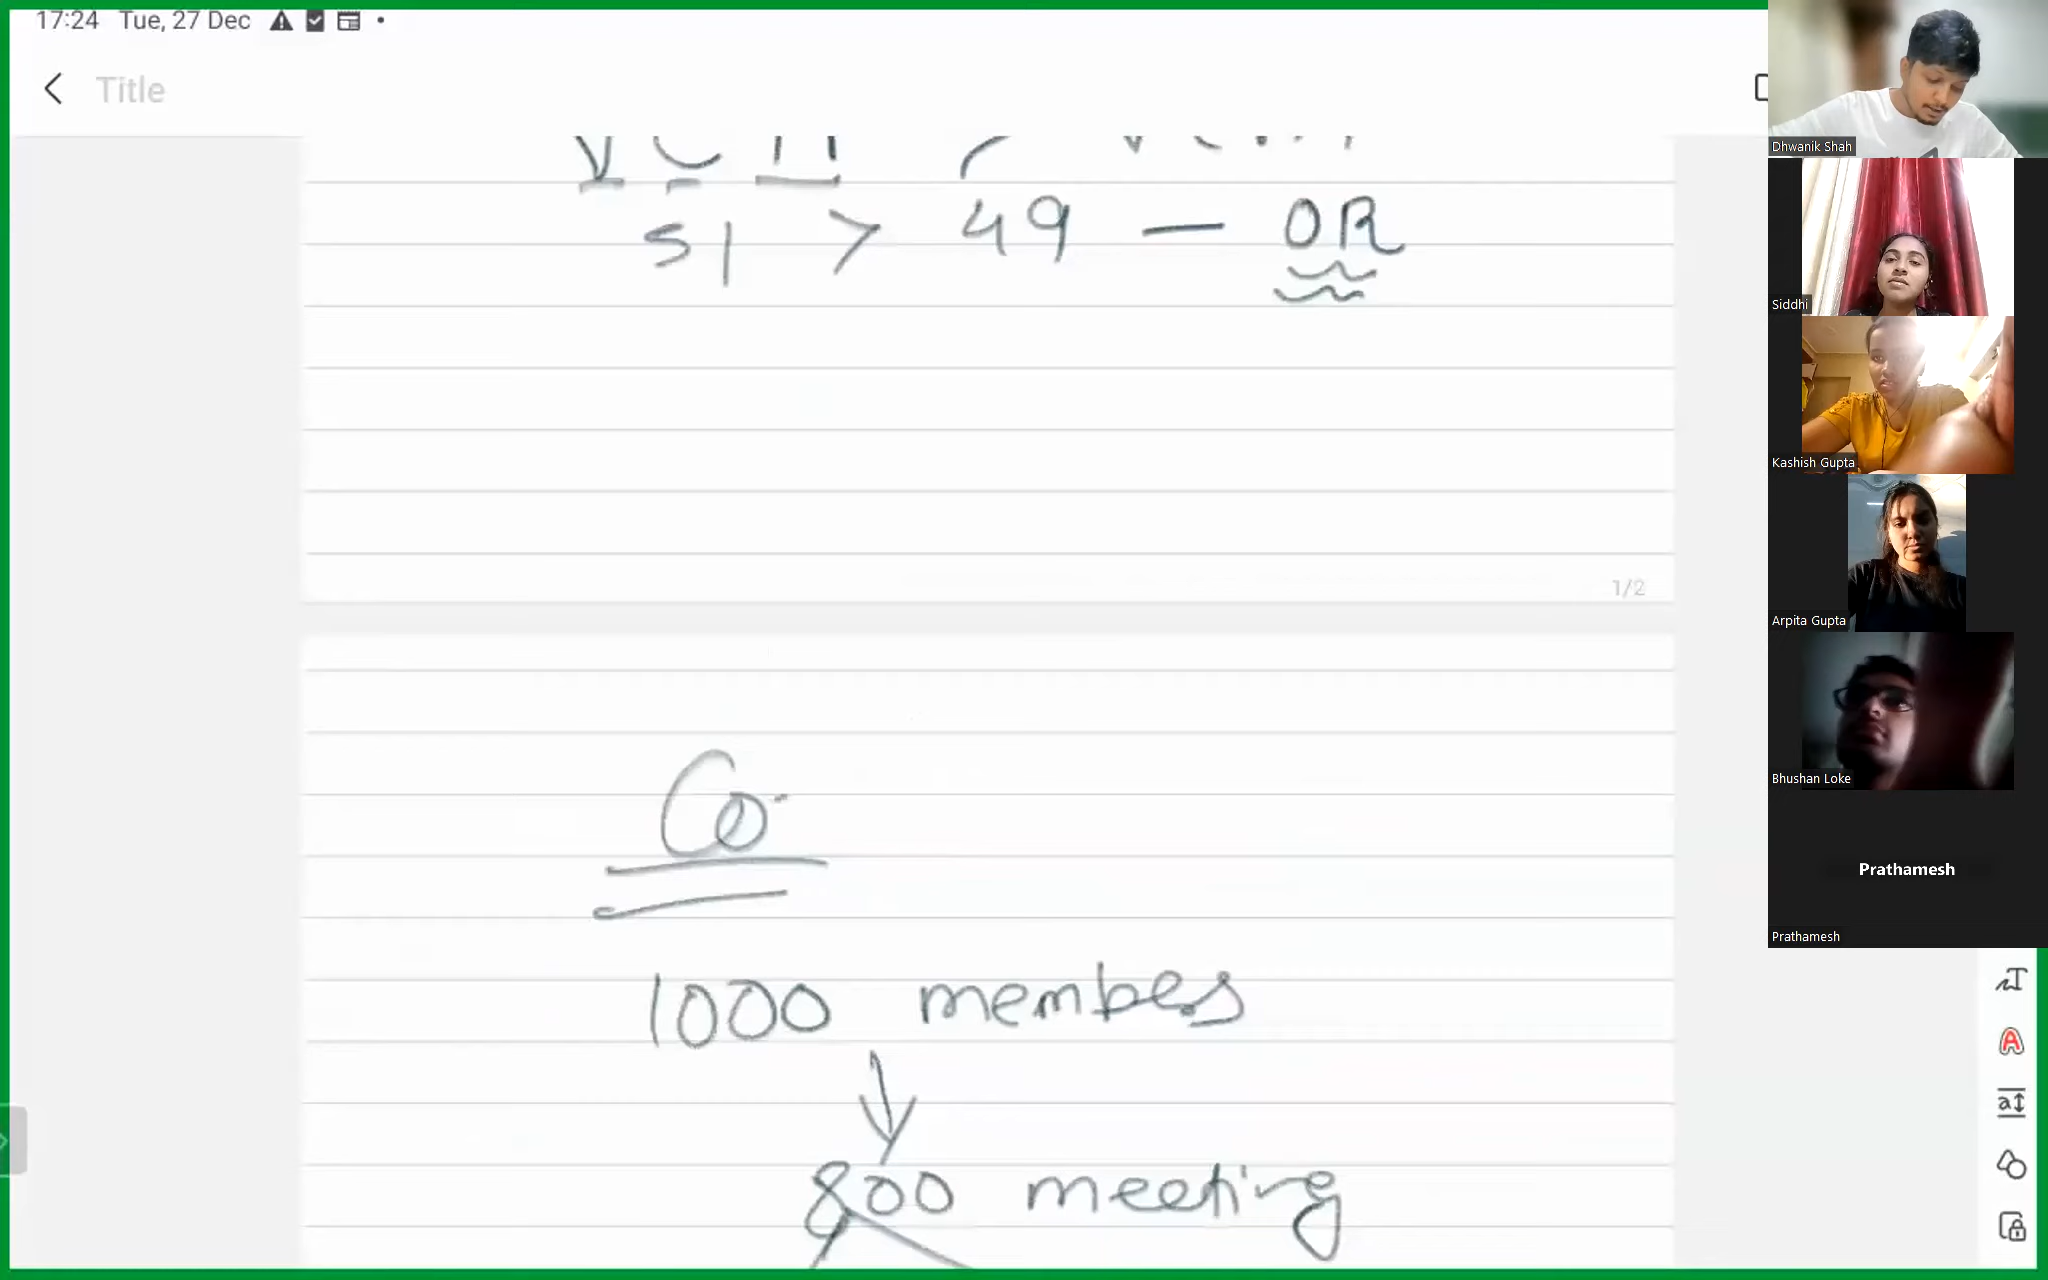 17:24 Tue, 27 Dec
Title
51 > 49 — OR
1/2
Co.
1000 members
800 meeting
Dhwanik Shah
Siddhi
Kashish Gupta
Arpita Gupta
Bhushan Loke
Prathamesh
Prathamesh
A
a